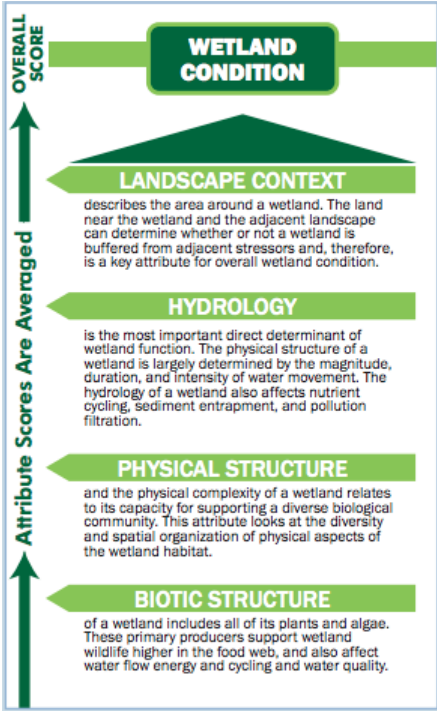 OVERALL
SCORE
WETLAND
CONDITION
Attribute Scores Are Averaged
LANDSCAPE CONTEXT
describes the area around a wetland. The land
near the wetland and the adjacent landscape
can determine whether or not a wetland is
buffered from adjacent stressors and, therefore,
is a key attribute for overall wetland condition.
HYDROLOGY
is the most important direct determinant of
wetland function. The physical structure of a
wetland is largely determined by the magnitude,
duration, and intensity of water movement. The
hydrology of a wetland also affects nutrient
cycling, sediment entrapment, and pollution
filtration.
PHYSICAL STRUCTURE
and the physical complexity of a wetland relates
to its capacity for supporting a diverse biological
community. This attribute looks at the diversity
and spatial organization of physical aspects of
the wetland habitat.
BIOTIC STRUCTURE
of a wetland includes all of its plants and algae.
These primary producers support wetland
wildlife higher in the food web, and also affect
water flow energy and cycling and water quality.